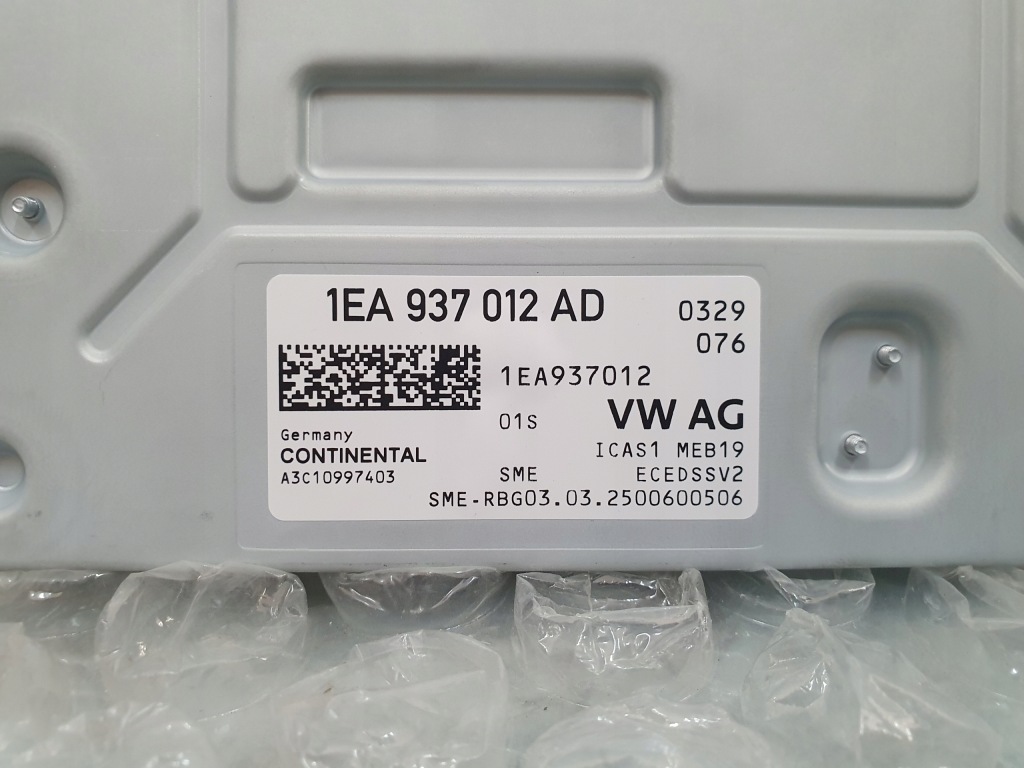 1EA 937 012 AD
0329
076
1EA937012
01S
VW AG
Germany
CONTINENTAL
A3C10997403
ICAS1 MEB19
SME
ECEDSSV2
SME-RBG03.03.2500600506